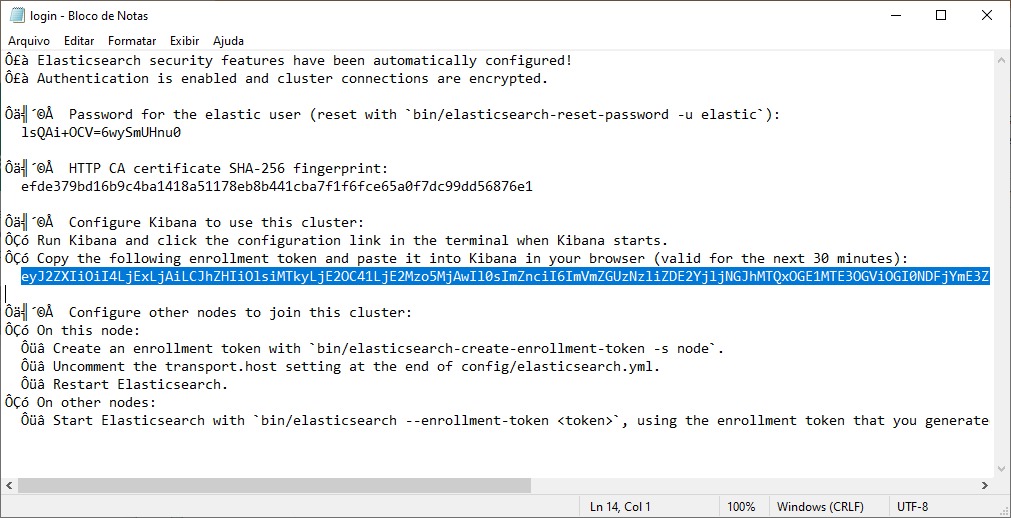 login - Bloco de Notas
Arquivo Editar Formatar Exibir Ajuda
Ô£à Elasticsearch security features have been automatically configured!
Ô£à Authentication is enabled and cluster connections are encrypted.
Ôä╣´©Å Password for the elastic user (reset with `bin/elasticsearch-reset-password -u elastic`):
lsQAi+OCV=6wySmUHnu0
Ôä╣´©Å HTTP CA certificate SHA-256 fingerprint:
efde379bd16b9c4ba1418a51178eb8b441cba7f1f6fce65a0f7dc99dd56876e1
Ôä╣´©Å Configure Kibana to use this cluster:
ÔÇó Run Kibana and click the configuration link in the terminal when Kibana starts.
ÔÇó Copy the following enrollment token and paste it into Kibana in your browser (valid for the next 30 minutes):
eyJ2ZXIiOiI4LjExLjAiLCJhZHIiOlsiMTkyLjE2OC41LjE2Mzo5MjAwIl0sImZnciI6ImVmZGUzNzliZDE2YjljNGJhMTQxOGE1MTE3OGViOGI0NDFjYmE3Z
Ôä╣´©Å Configure other nodes to join this cluster:
ÔÇó On this node:
Ôüâ Create an enrollment token with `bin/elasticsearch-create-enrollment-token -s node`.
Ôüâ Uncomment the transport.host setting at the end of config/elasticsearch.yml.
Ôüâ Restart Elasticsearch.
ÔÇó On other nodes:
Ôüâ Start Elasticsearch with `bin/elasticsearch --enrollment-token <token>`, using the enrollment token that you generate
Ln 14, Col 1 100% Windows (CRLF) UTF-8